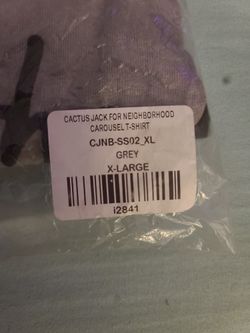 CACTUS JACK FOR NEIGHBORHOOD
CAROUSEL T-SHIRT
CJNB-SS02_XL
GREY
X-LARGE
i2841